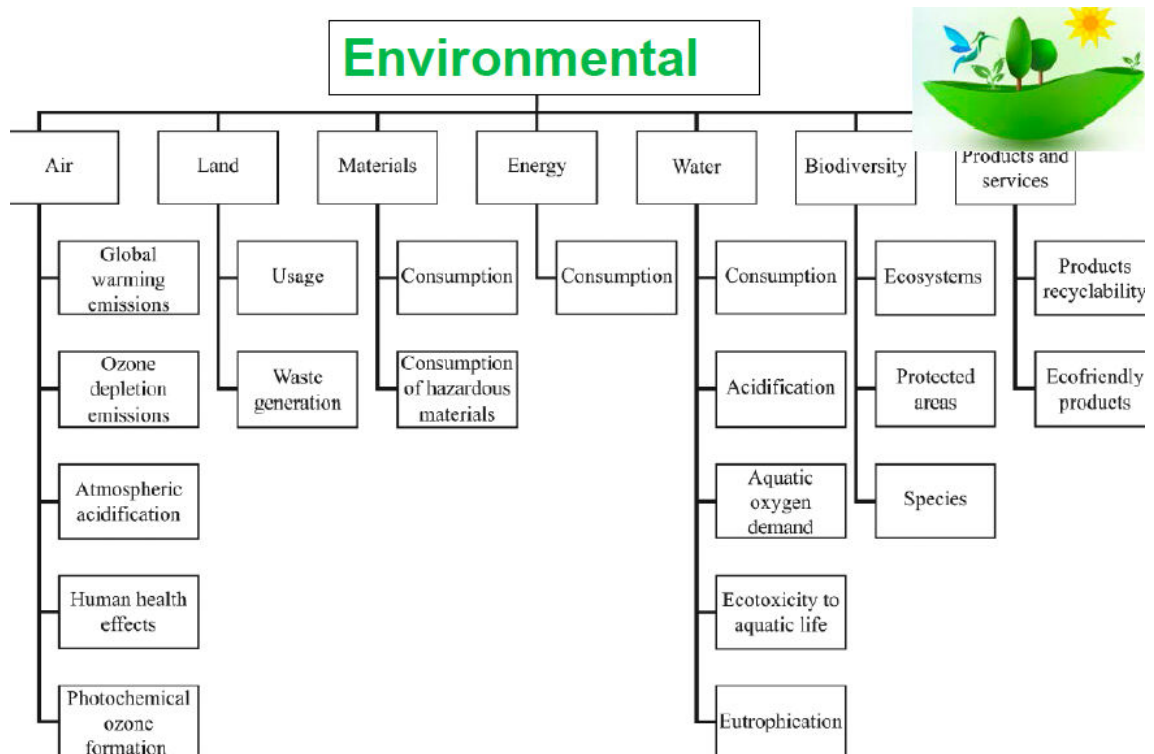 Environmental
Air
Land
Materials
Energy
Water
Biodiversity
Products and
services
Global
warming
emissions
Usage
Consumption
Consumption
Consumption
Ecosystems
Products
recyclability
Ozone
depletion
emissions
Waste
generation
Consumption
of hazardous
materials
Acidification
Protected
areas
Ecofriendly
products
Atmospheric
acidification
Aquatic
oxygen
demand
Species
Human health
effects
Ecotoxicity to
aquatic life
Photochemical
ozone
formation
Eutrophication